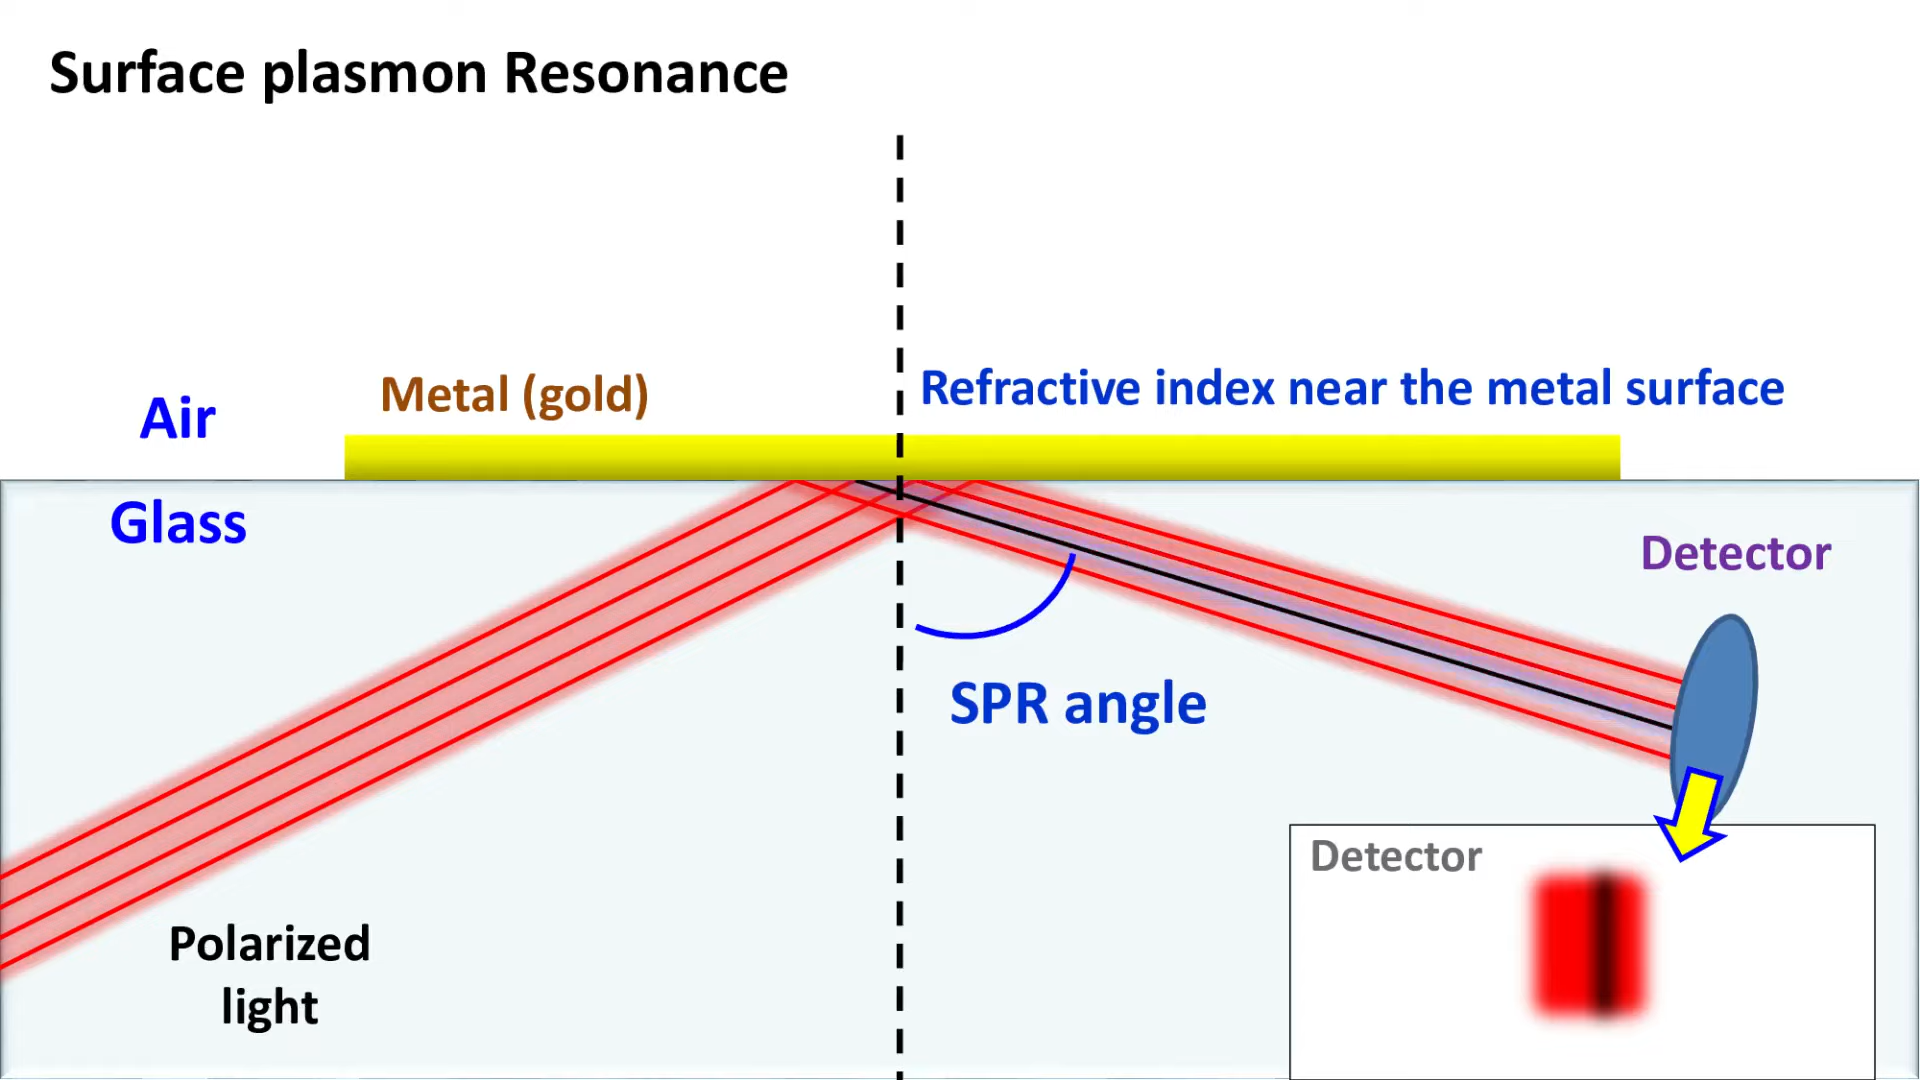 Surface plasmon Resonance
Metal (gold)
Refractive index near the metal surface
Air
Glass
Detector
SPR angle
Detector
Polarized
light